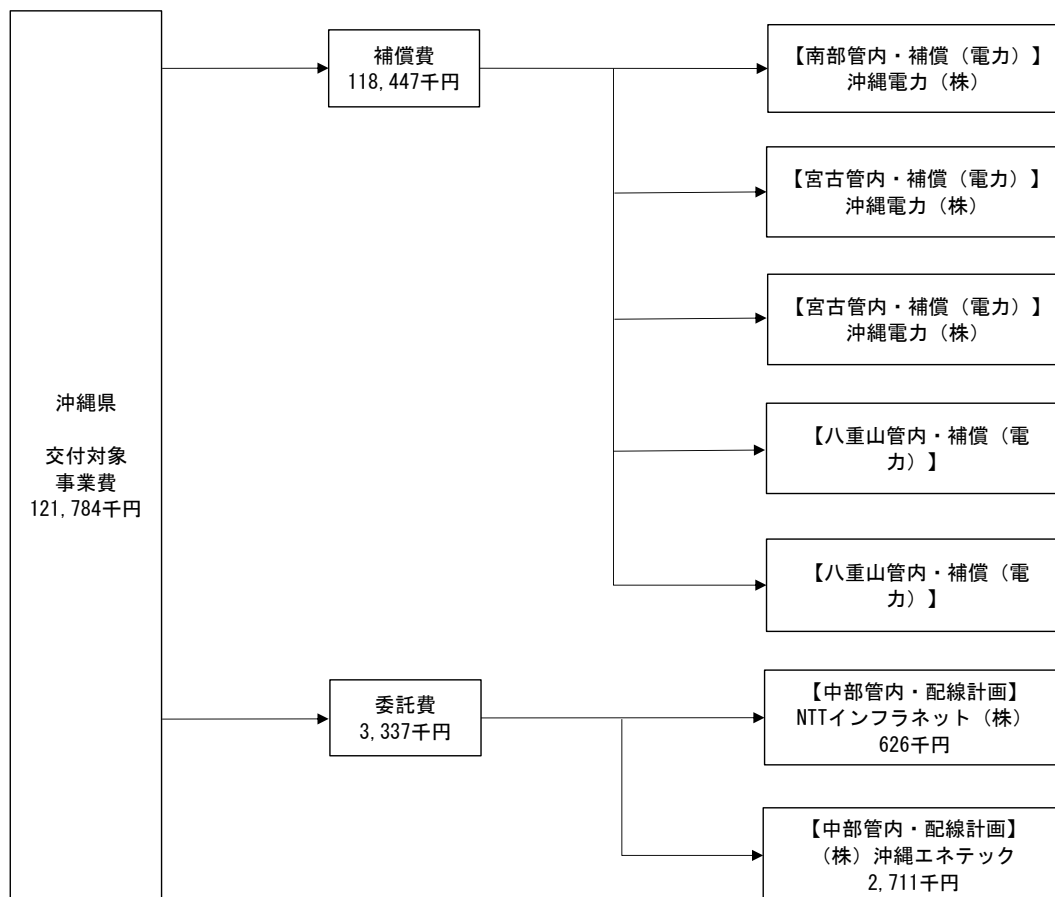 沖縄県
交付対象
事業費
121,784千円
補償費
118,447千円
【南部管内・補償（電力）】
沖縄電力（株）
【宮古管内・補償（電力）】
沖縄電力（株）
【宮古管内・補償（電力）】
沖縄電力（株）
【八重山管内・補償（電
力）】
【八重山管内・補償（電
力）】
委託費
3,337千円
【中部管内・配線計画】
NTTインフラネット（株）
626千円
【中部管内・配線計画】
（株）沖縄エネテック
2,711千円